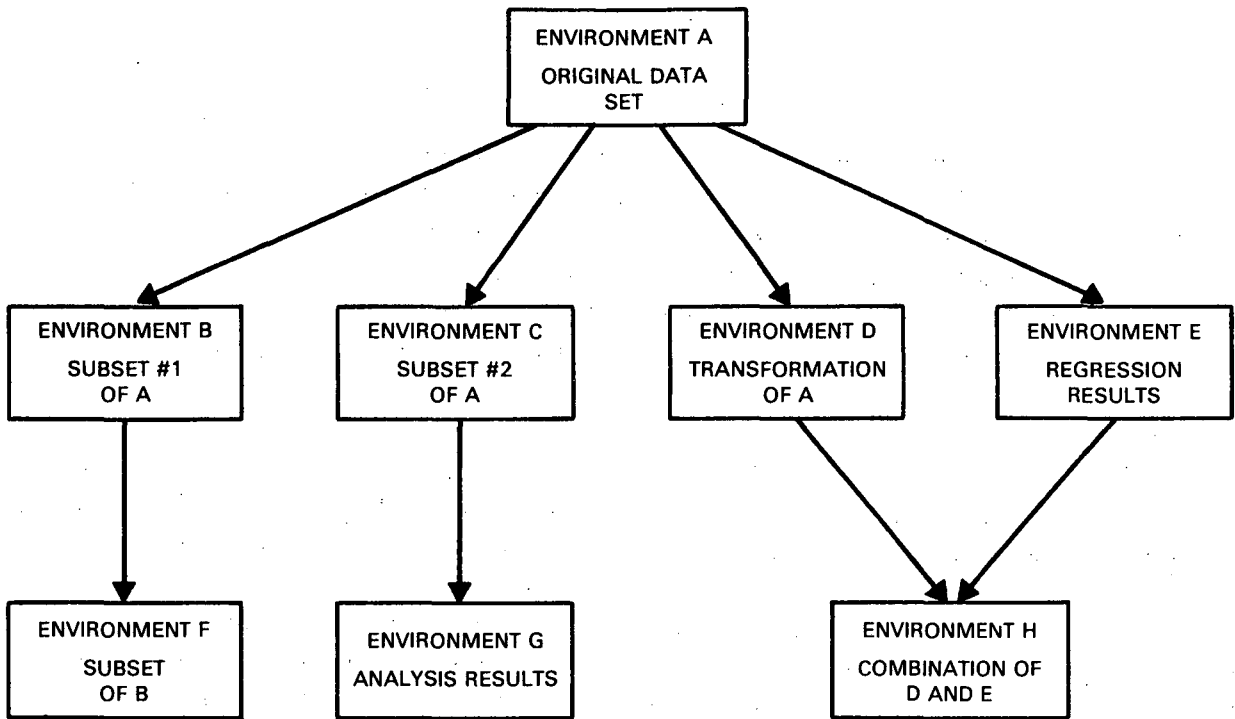 ENVIRONMENT A
ORIGINAL DATA
SET
ENVIRONMENT B
SUBSET #1
OF A
ENVIRONMENT C
SUBSET #2
OF A
ENVIRONMENT D
TRANSFORMATION
OF A
ENVIRONMENT E
REGRESSION
RESULTS
ENVIRONMENT F
SUBSET
OF B
ENVIRONMENT G
ANALYSIS RESULTS
ENVIRONMENT H
COMBINATION OF
D AND E